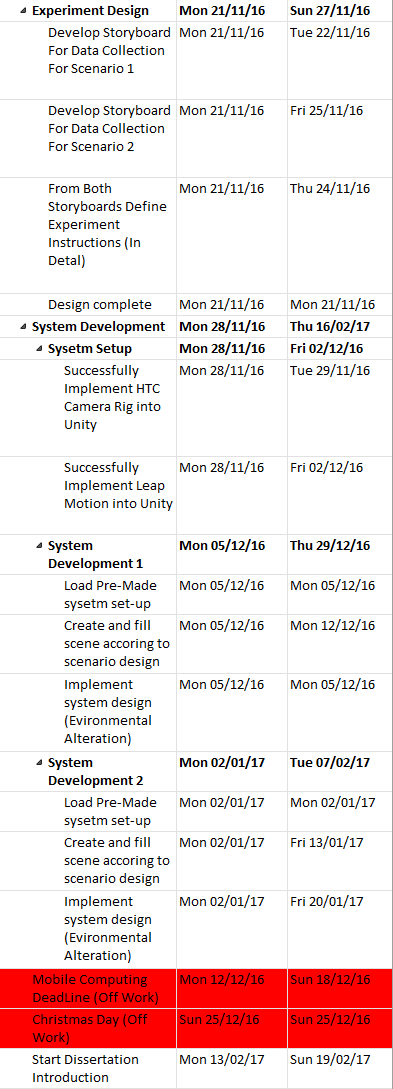 Experiment Design Mon 21/11/16 Sun 27/11/16
Develop Storyboard Mon 21/11/16 Tue 22/11/16
For Data Collection
For Scenario 1
Develop Storyboard Mon 21/11/16 Fri 25/11/16
For Data Collection
For Scenario 2
From Both Mon 21/11/16 Thu 24/11/16
Storyboards Define
Experiment
Instructions (In
Detal)
Design complete Mon 21/11/16 Mon 21/11/16
System Development Mon 28/11/16 Thu 16/02/17
Sysetm Setup Mon 28/11/16 Fri 02/12/16
Successfully Mon 28/11/16 Tue 29/11/16
Implement HTC
Camera Rig into
Unity
Successfully Mon 28/11/16 Fri 02/12/16
Implement Leap
Motion into Unity
System Mon 05/12/16 Thu 29/12/16
Development 1
Load Pre-Made Mon 05/12/16 Mon 05/12/16
sysetm set-up
Create and fill Mon 05/12/16 Mon 12/12/16
scene accoring to
scenario design
Implement Mon 05/12/16 Mon 05/12/16
system design
(Evironmental
Alteration)
System Mon 02/01/17 Tue 07/02/17
Development 2
Load Pre-Made Mon 02/01/17 Mon 02/01/17
sysetm set-up
Create and fill Mon 02/01/17 Fri 13/01/17
scene accoring to
scenario design
Implement Mon 02/01/17 Fri 20/01/17
system design
(Evironmental
Alteration)
Mobile Computing Mon 12/12/16 Sun 18/12/16
DeadLine (Off Work)
Christmas Day (Off Sun 25/12/16 Sun 25/12/16
Work)
Start Dissertation Mon 13/02/17 Sun 19/02/17
Introduction